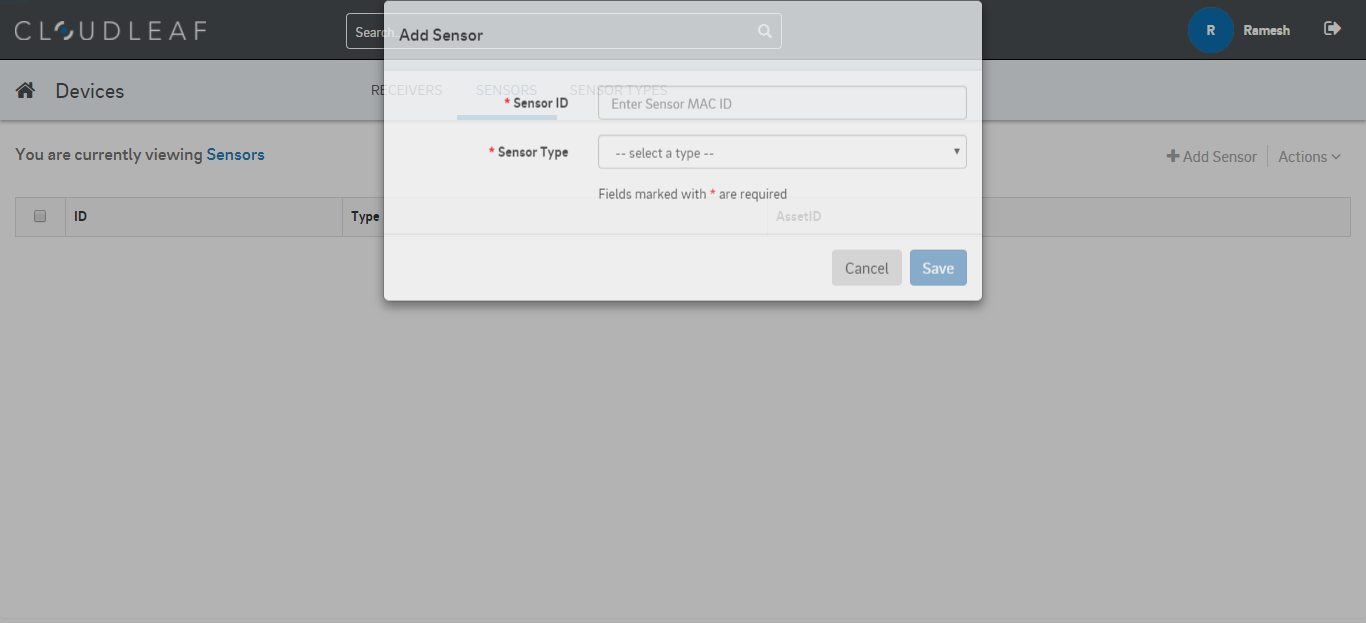 CLOUDLEAF
Search..
Add Sensor
R
Ramesh
Devices
RECEIVERS
SENSORS
SENSOR TYPES
* Sensor ID
Enter Sensor MAC ID
* Sensor Type
-- select a type --
Fields marked with * are required
You are currently viewing Sensors
Add Sensor
Actions
ID
Type
AssetID
Cancel
Save